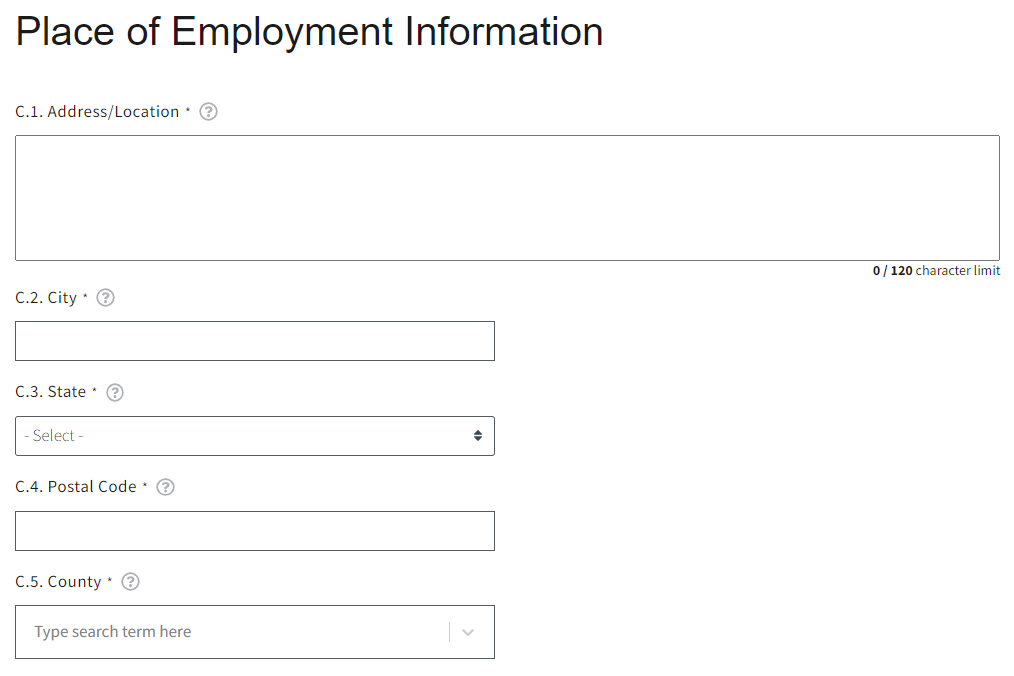 Place of Employment Information
C.1. Address/Location * ?
0 / 120 character limit
C.2. City * ?
C.3. State * ?
- Select -
C.4. Postal Code * ?
C.5. County * ?
Type search term here